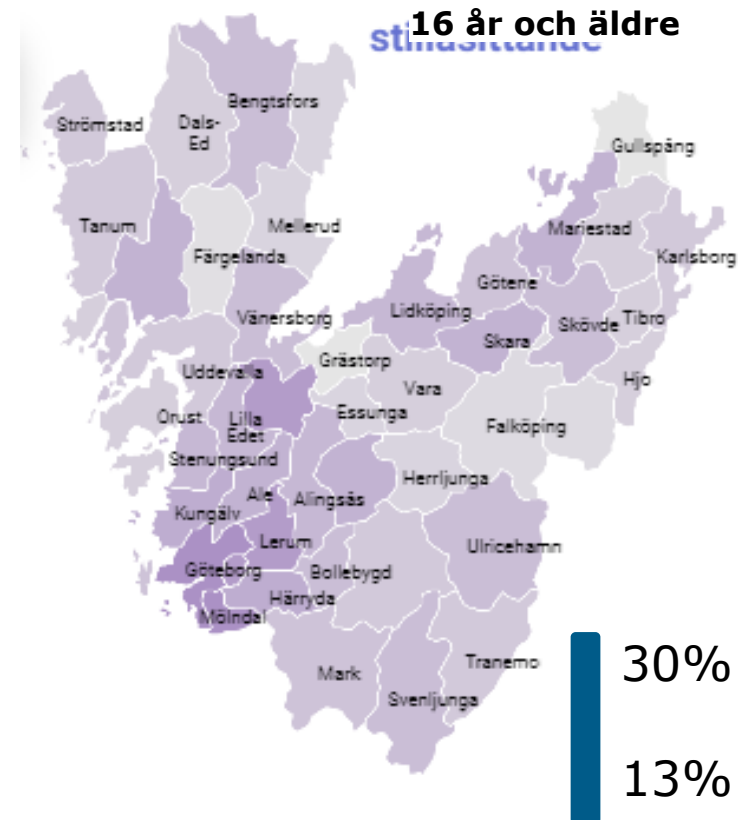 16 år och äldre
stillasittande
Bengtsfors
Strömstad
Dals-
Ed
Gullspång
Tanum
Mellerud
Mariestad
Färgelanda
Karlsborg
Götene
Lidköping
Vänersborg
Skövde
Tibro
Skara
Grästorp
Uddevalla
Hjo
Vara
Essunga
Orust
Lilla
Edet
Falköping
Stenungsund
Herrljunga
Ale
Alingsås
Kungälv
Lerum
Ulricehamn
Göteborg
Bollebygd
Härryda
Mölndal
Tranemo
Mark
Svenljunga
30%
13%